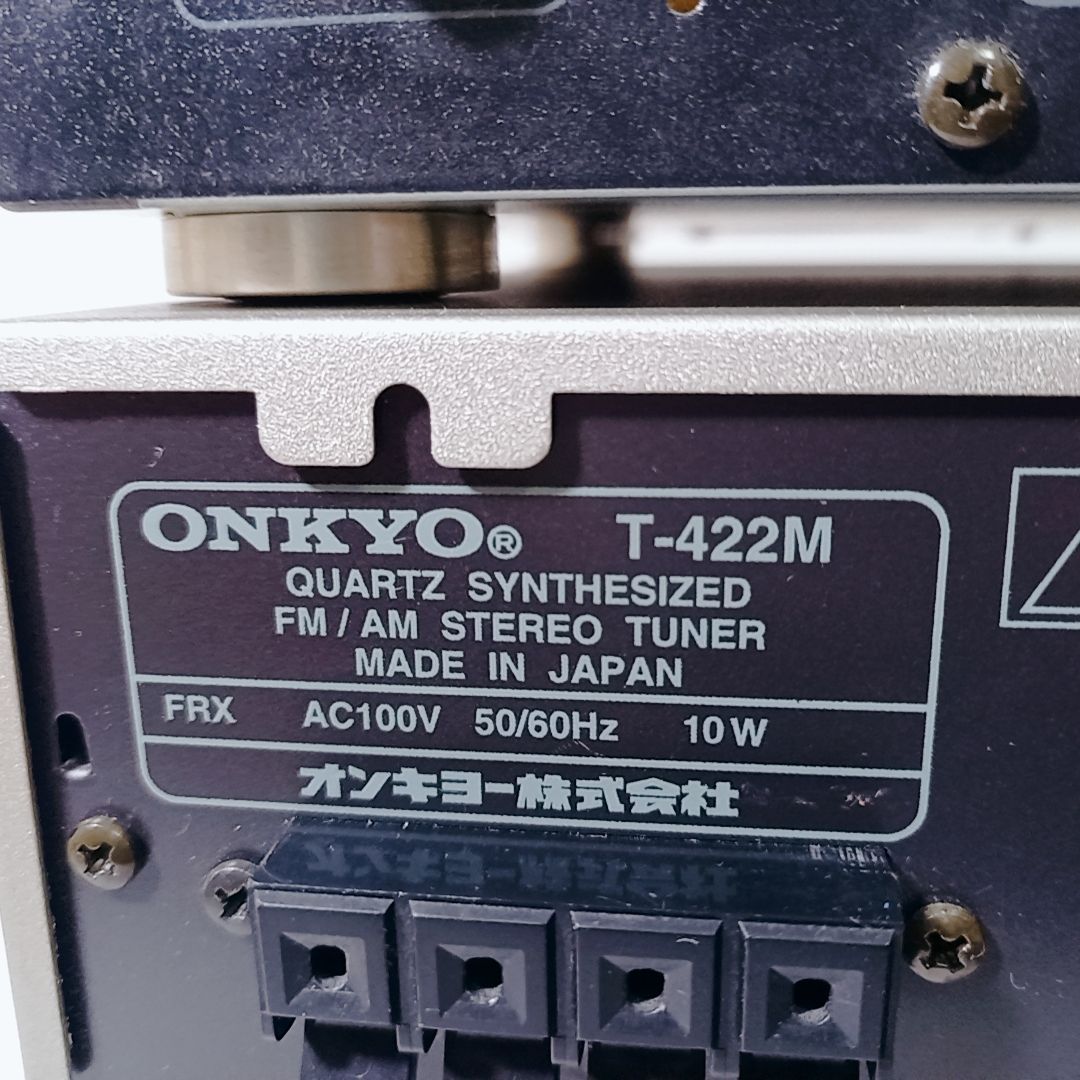 ONKYO® T-422M
QUARTZ SYNTHESIZED
FM / AM STEREO TUNER
MADE IN JAPAN
FRX AC100V 50/60Hz 10W
オンキヨー株式会社